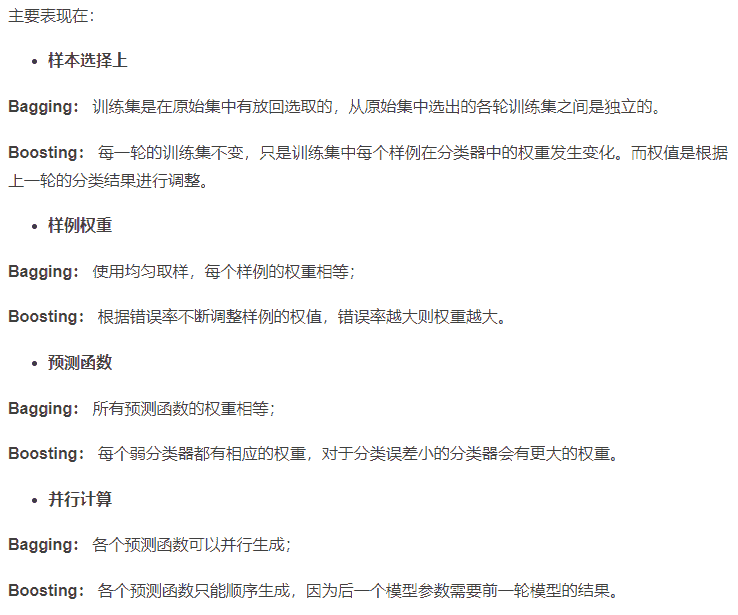 主要表现在：
• 样本选择上
Bagging： 训练集是在原始集中有放回选取的，从原始集中选出的各轮训练集之间是独立的。
Boosting： 每一轮的训练集不变，只是训练集中每个样例在分类器中的权重发生变化。而权值是根据
上一轮的分类结果进行调整。
• 样例权重
Bagging： 使用均匀取样，每个样例的权重相等；
Boosting： 根据错误率不断调整样例的权值，错误率越大则权重越大。
• 预测函数
Bagging： 所有预测函数的权重相等；
Boosting： 每个弱分类器都有相应的权重，对于分类误差小的分类器会有更大的权重。
• 并行计算
Bagging： 各个预测函数可以并行生成；
Boosting： 各个预测函数只能顺序生成，因为后一个模型参数需要前一轮模型的结果。